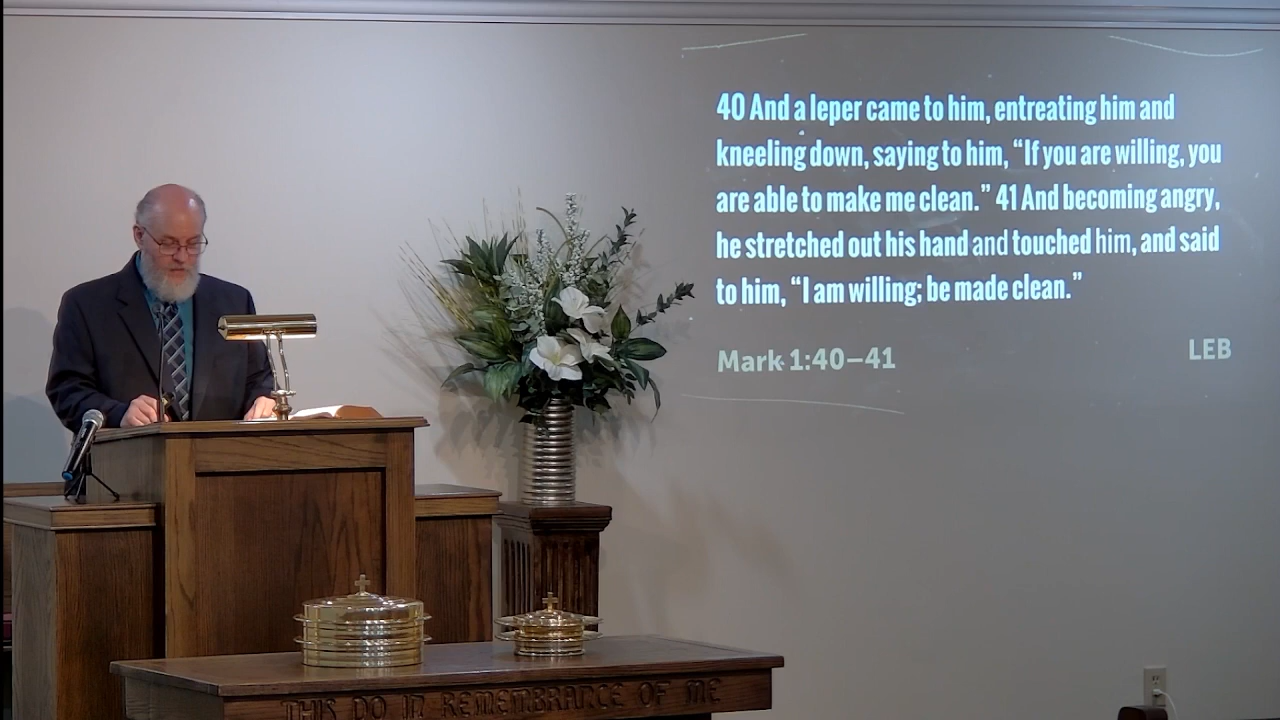 40 And a leper came to him, entreating him and
kneeling down, saying to him, “If you are willing, you
are able to make me clean.” 41 And becoming angry,
he stretched out his hand and touched him, and said
to him, “I am willing; be made clean.”
Mark 1:40–41
LEB
THIS DO IN REMEMBRANCE OF ME